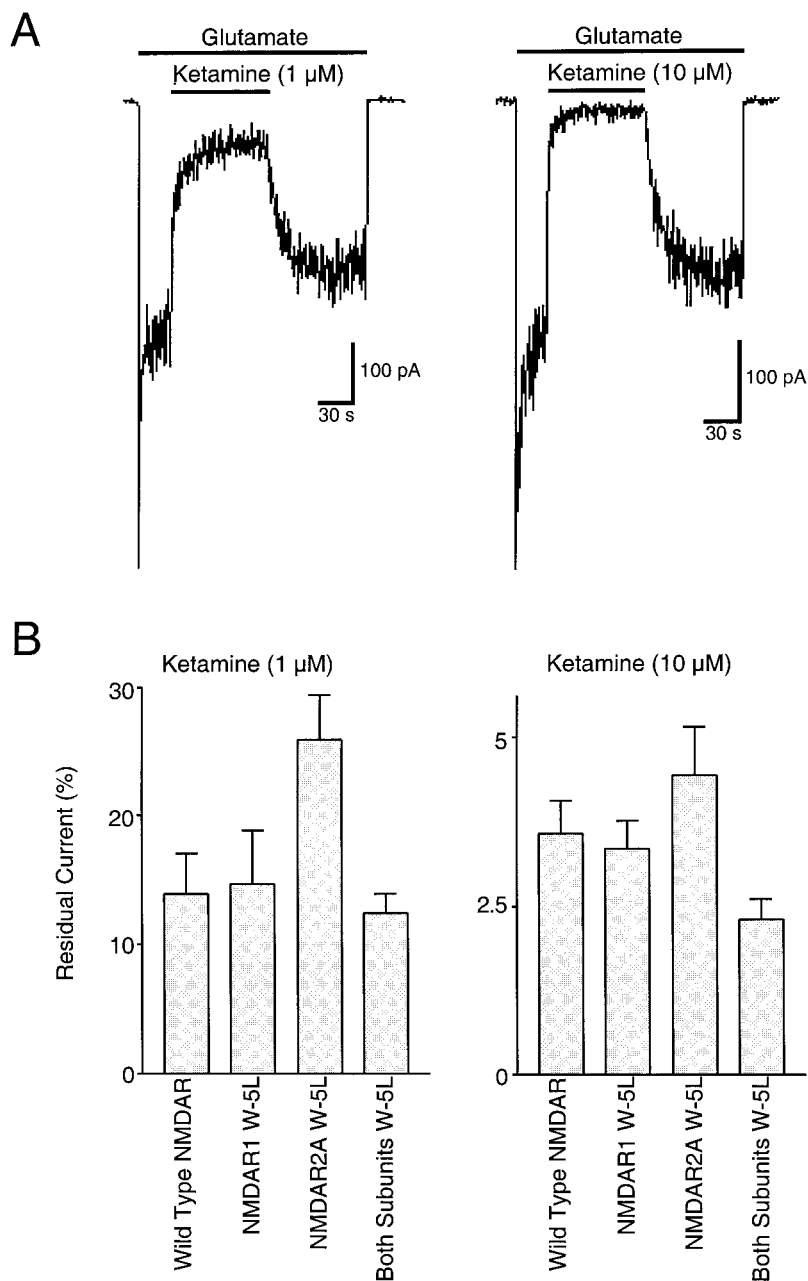 A
Glutamate
Ketamine (1 µM)
100 pA
30 s
Glutamate
Ketamine (10 µM)
100 pA
30 s
B
Ketamine (1 µM)
Residual Current (%)
30
20
10
0
Wild Type NMDAR
NMDAR1 W-5L
NMDAR2A W-5L
Both Subunits W-5L
Ketamine (10 µM)
5
2.5
0
Wild Type NMDAR
NMDAR1 W-5L
NMDAR2A W-5L
Both Subunits W-5L